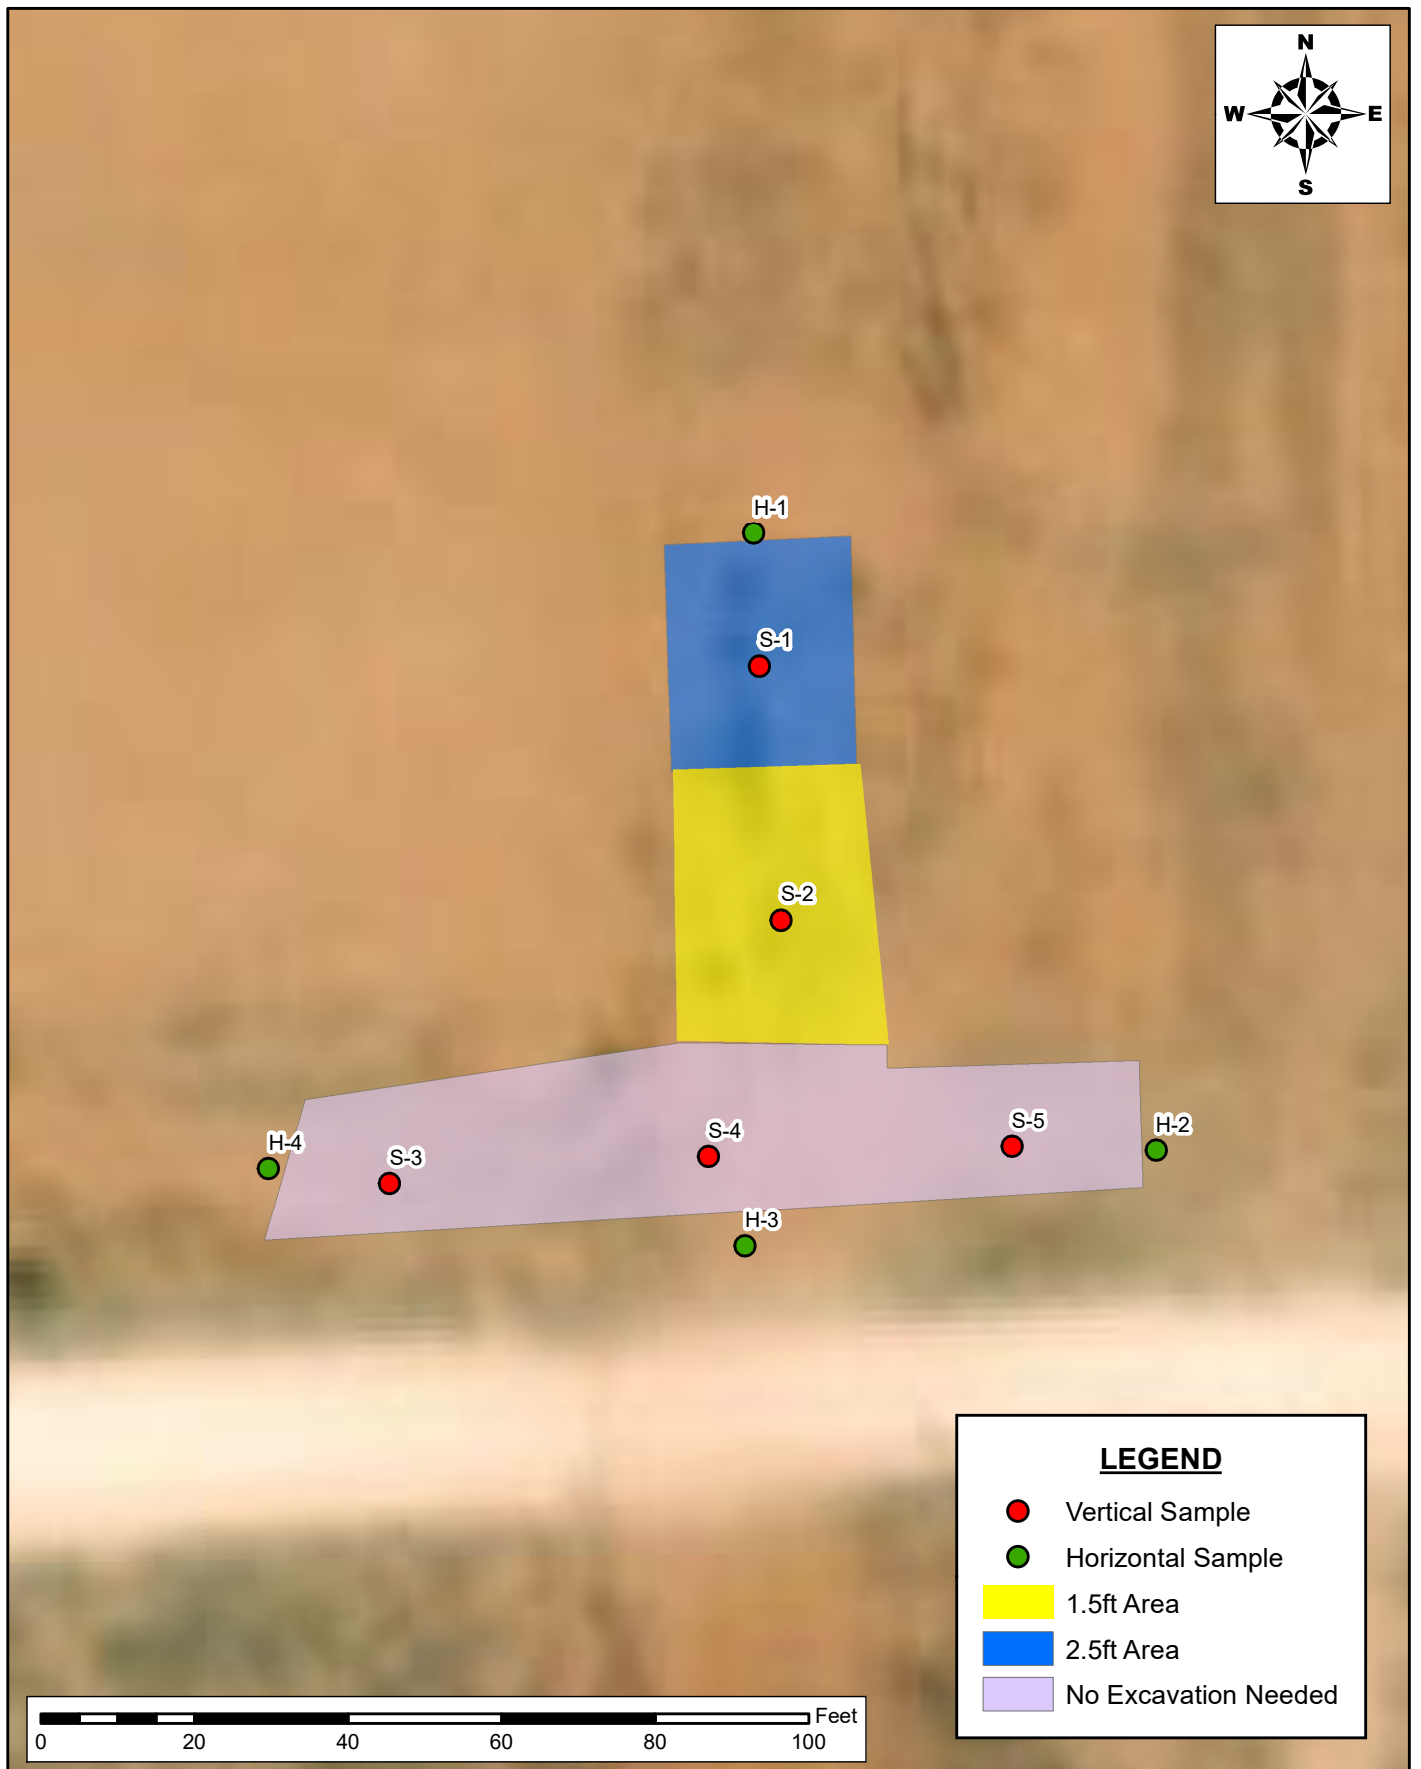 N
W E
S
H-1
S-1
S-2
H-4
S-3
S-4
S-5
H-2
H-3
LEGEND
Vertical Sample
Horizontal Sample
1.5ft Area
2.5ft Area
No Excavation Needed
Feet
0 20 40 60 80 100